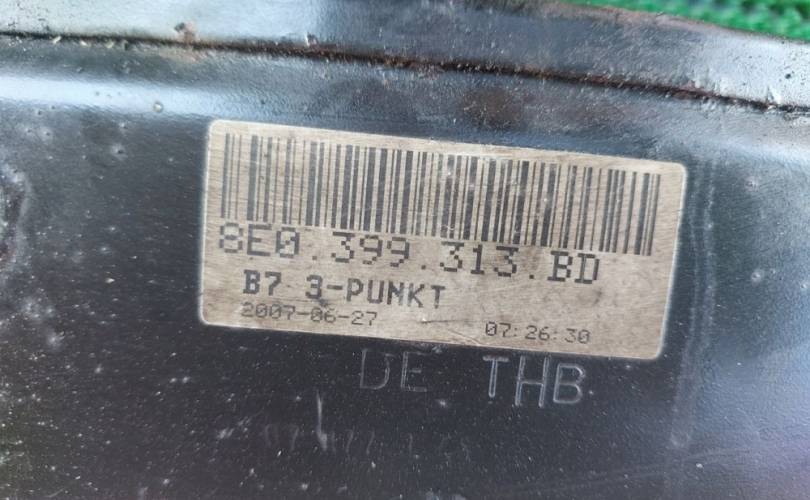 8E0.399.313.BD
B7 3-PUNKT
2007-06-27 07:26:30
DE THB